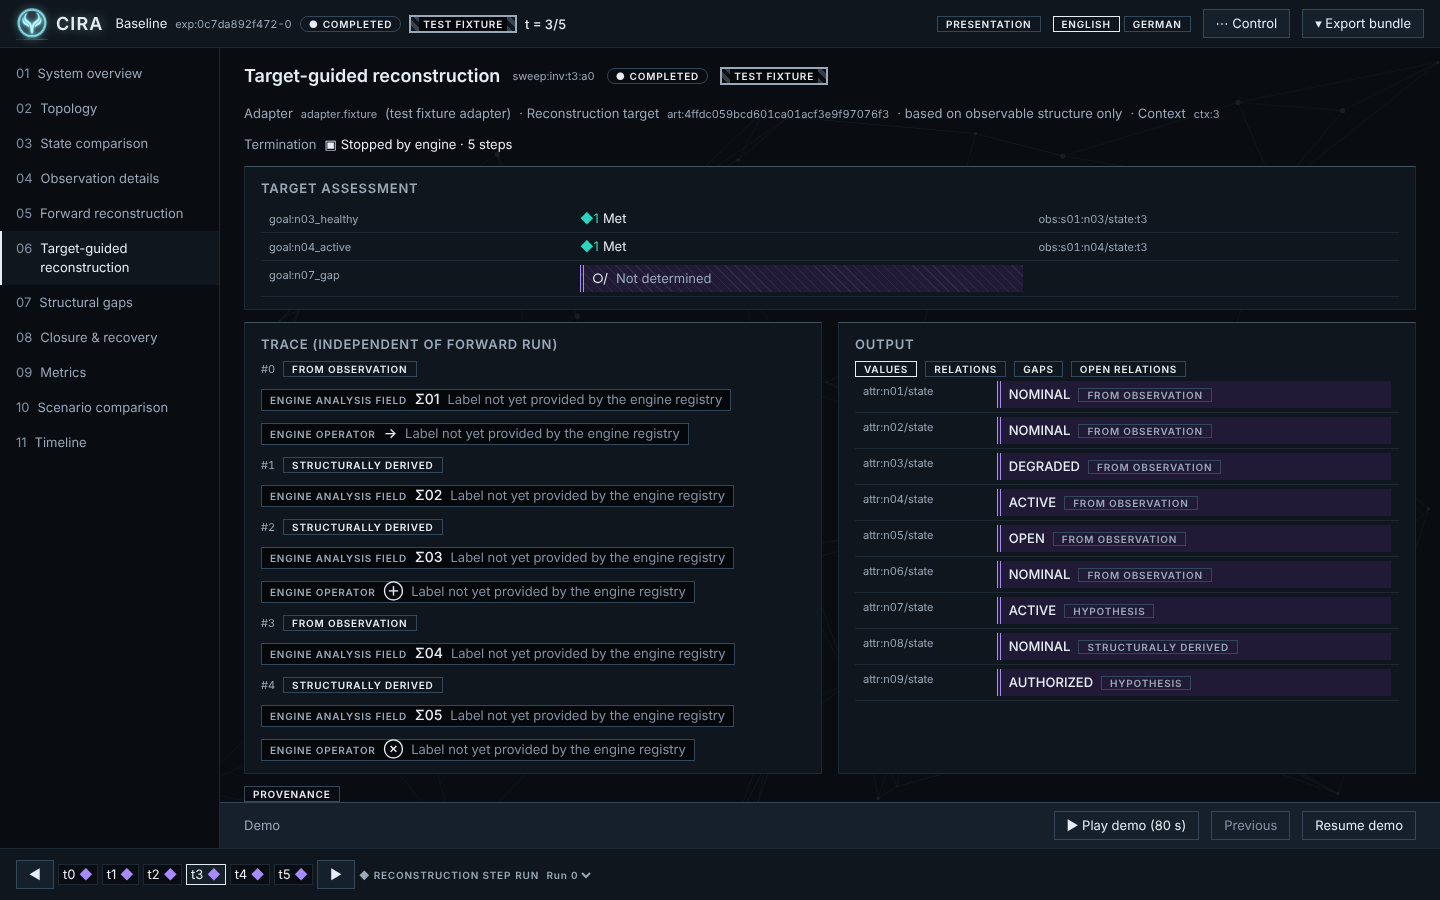 CIRA Baseline exp:0c7da892f472-0 ● COMPLETED TEST FIXTURE t = 3/5 PRESENTATION ENGLISH GERMAN ··· Control ▾ Export bundle
01 System overview
02 Topology
03 State comparison
04 Observation details
05 Forward reconstruction
06 Target-guided
reconstruction
07 Structural gaps
08 Closure & recovery
09 Metrics
10 Scenario comparison
11 Timeline
Target-guided reconstruction sweep:inv:t3:a0 ● COMPLETED TEST FIXTURE
Adapter adapter.fixture (test fixture adapter) · Reconstruction target art:4ffdc059bcd601ca01acf3e9f97076f3 · based on observable structure only · Context ctx:3
Termination ▣ Stopped by engine · 5 steps
TARGET ASSESSMENT
goal:n03_healthy ◆1 Met obs:s01:n03/state:t3
goal:n04_active ◆1 Met obs:s01:n04/state:t3
goal:n07_gap O/ Not determined
TRACE (INDEPENDENT OF FORWARD RUN)
#0 FROM OBSERVATION
ENGINE ANALYSIS FIELD Σ01 Label not yet provided by the engine registry
ENGINE OPERATOR → Label not yet provided by the engine registry
#1 STRUCTURALLY DERIVED
ENGINE ANALYSIS FIELD Σ02 Label not yet provided by the engine registry
#2 STRUCTURALLY DERIVED
ENGINE ANALYSIS FIELD Σ03 Label not yet provided by the engine registry
ENGINE OPERATOR ⊕ Label not yet provided by the engine registry
#3 FROM OBSERVATION
ENGINE ANALYSIS FIELD Σ04 Label not yet provided by the engine registry
#4 STRUCTURALLY DERIVED
ENGINE ANALYSIS FIELD Σ05 Label not yet provided by the engine registry
ENGINE OPERATOR ⊗ Label not yet provided by the engine registry
OUTPUT
VALUES RELATIONS GAPS OPEN RELATIONS
attr:n01/state NOMINAL FROM OBSERVATION
attr:n02/state NOMINAL FROM OBSERVATION
attr:n03/state DEGRADED FROM OBSERVATION
attr:n04/state ACTIVE FROM OBSERVATION
attr:n05/state OPEN FROM OBSERVATION
attr:n06/state NOMINAL FROM OBSERVATION
attr:n07/state ACTIVE HYPOTHESIS
attr:n08/state NOMINAL STRUCTURALLY DERIVED
attr:n09/state AUTHORIZED HYPOTHESIS
PROVENANCE
Demo ▶ Play demo (80 s) Previous Resume demo
◀ t0 ◆ t1 ◆ t2 ◆ t3 ◆ t4 ◆ t5 ◆ ▶ ◆ RECONSTRUCTION STEP RUN Run 0